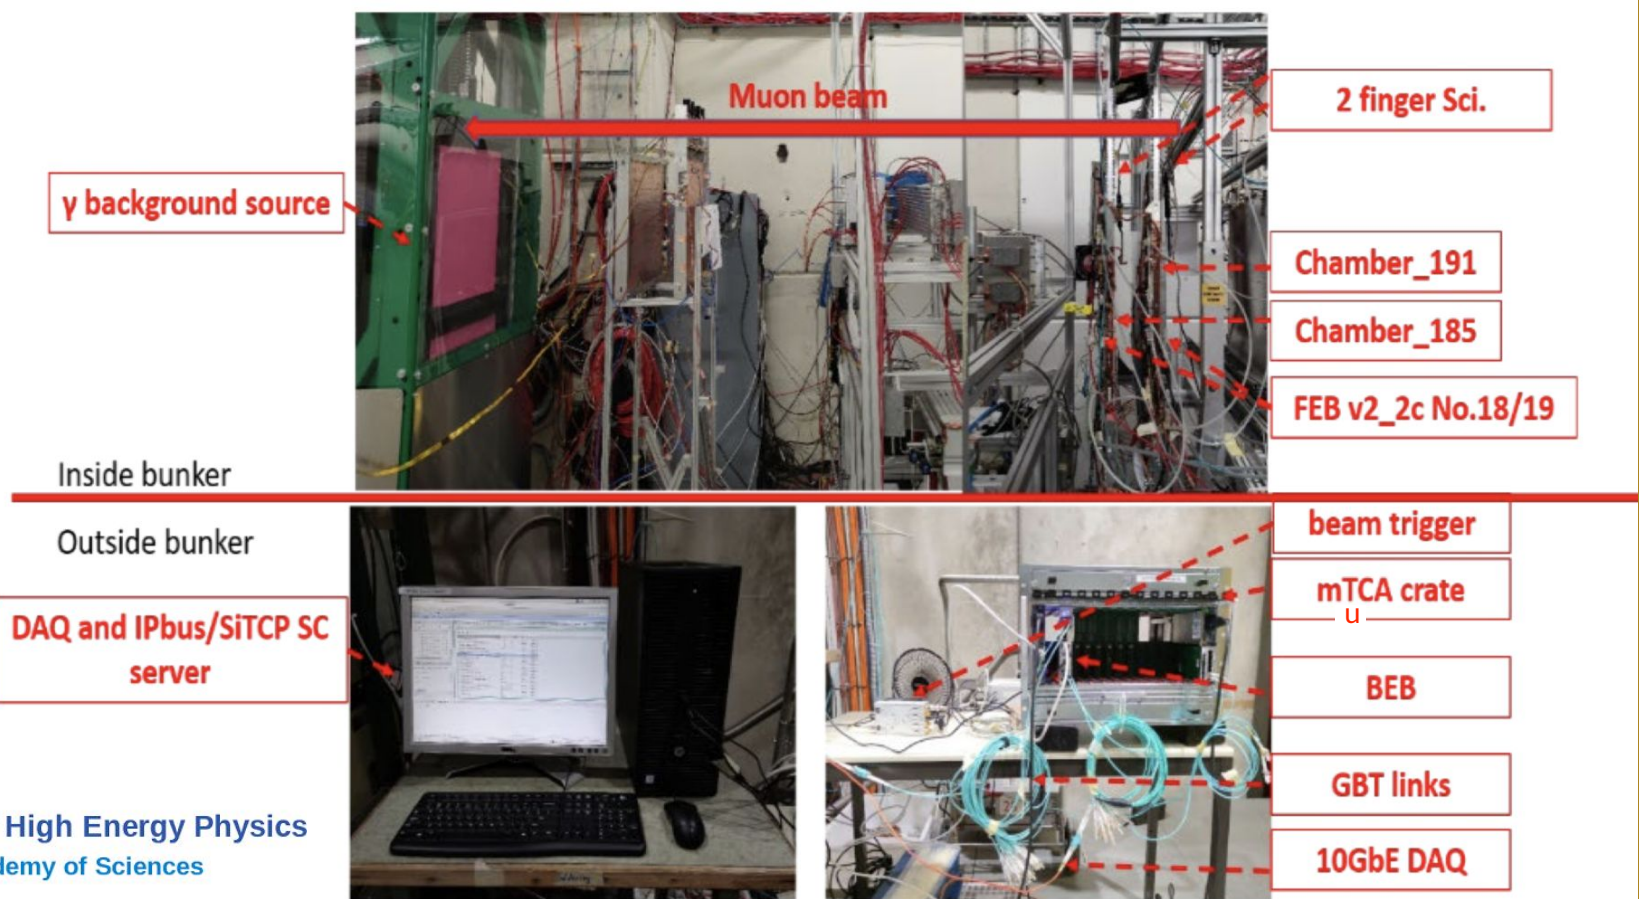 Muon beam
2 finger Sci.
γ background source
Chamber_191
Chamber_185
FEB v2_2c No.18/19
Inside bunker
Outside bunker
beam trigger
mTCA crate
u
DAQ and IPbus/SiTCP SC
server
BEB
GBT links
10GbE DAQ
High Energy Physics
demy of Sciences